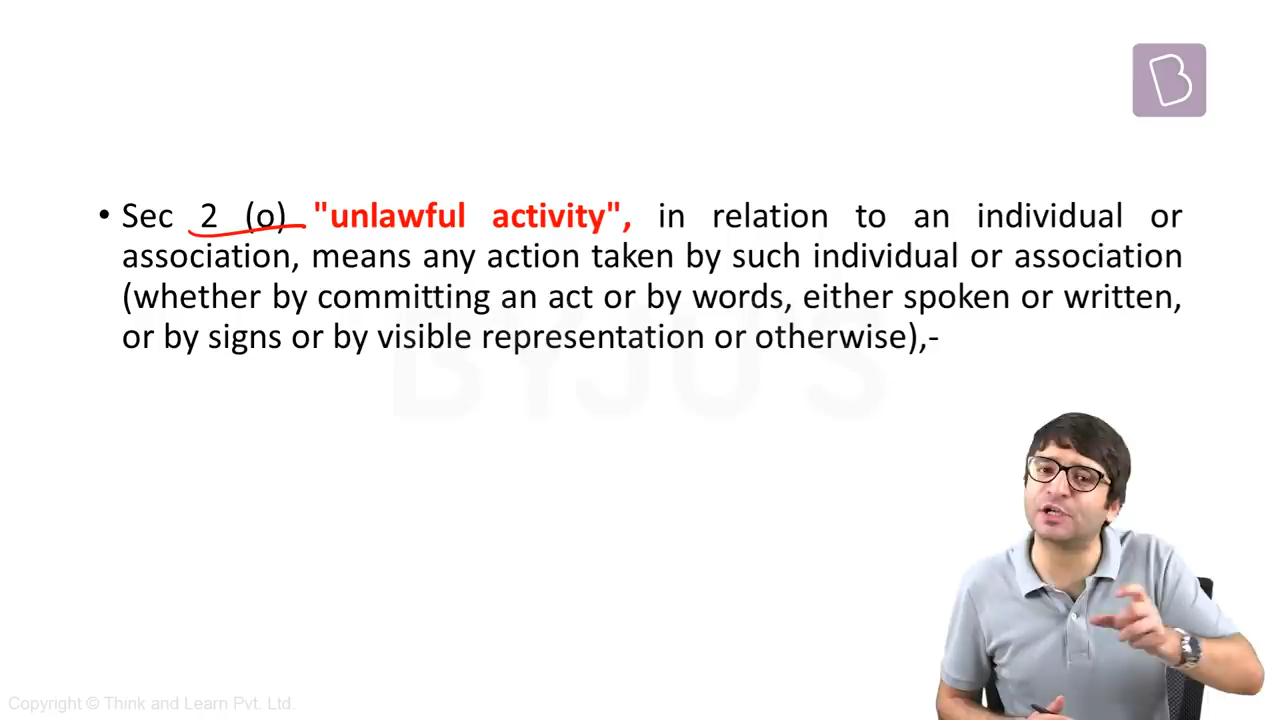 • Sec 2 (o) "unlawful activity", in relation to an individual or
association, means any action taken by such individual or association
(whether by committing an act or by words, either spoken or written,
or by signs or by visible representation or otherwise),-
BYJU'S
Copyright © Think and Learn Pvt. Ltd.